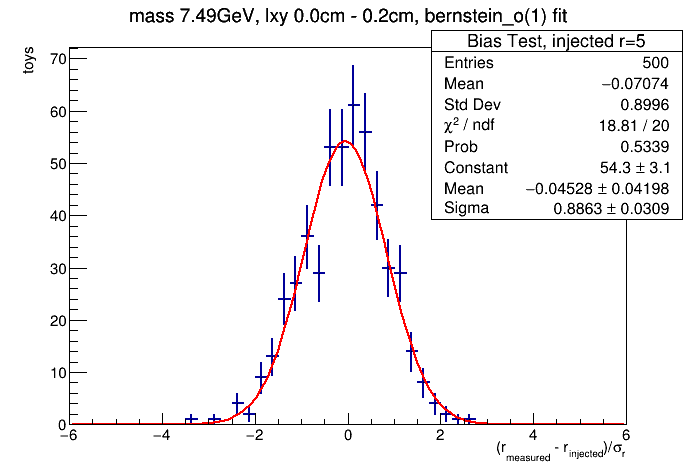 mass 7.49GeV, lxy 0.0cm - 0.2cm, bernstein_o(1) fit
Bias Test, injected r=5
Entries 500
Mean −0.07074
Std Dev 0.8996
χ² / ndf 18.81 / 20
Prob 0.5339
Constant 54.3 ± 3.1
Mean −0.04528 ± 0.04198
Sigma 0.8863 ± 0.0309
toys
70
60
50
40
30
20
10
0
−6 −4 −2 0 2 4 6
(r_measured - r_injected)/σ_r